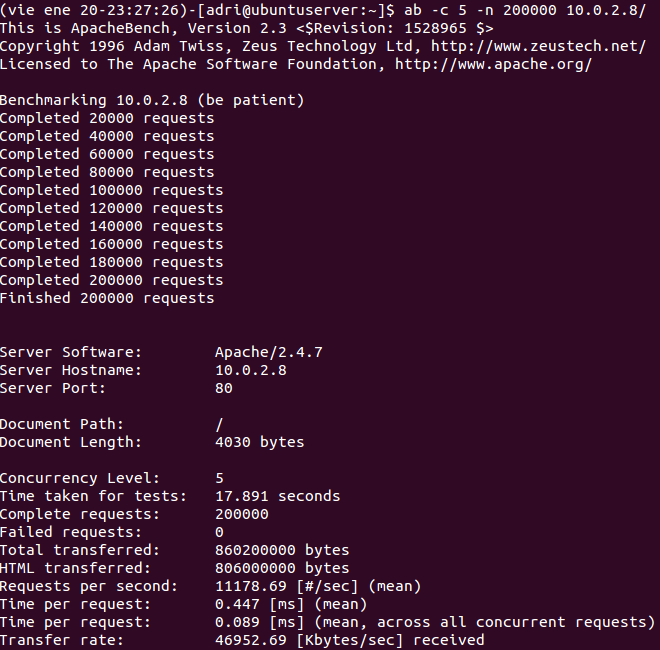 (vie ene 20-23:27:26)-[adri@ubuntuserver:~]$ ab -c 5 -n 200000 10.0.2.8/
This is ApacheBench, Version 2.3 <$Revision: 1528965 $>
Copyright 1996 Adam Twiss, Zeus Technology Ltd, http://www.zeustech.net/
Licensed to The Apache Software Foundation, http://www.apache.org/

Benchmarking 10.0.2.8 (be patient)
Completed 20000 requests
Completed 40000 requests
Completed 60000 requests
Completed 80000 requests
Completed 100000 requests
Completed 120000 requests
Completed 140000 requests
Completed 160000 requests
Completed 180000 requests
Completed 200000 requests
Finished 200000 requests

Server Software:        Apache/2.4.7
Server Hostname:        10.0.2.8
Server Port:            80

Document Path:          /
Document Length:        4030 bytes

Concurrency Level:      5
Time taken for tests:   17.891 seconds
Complete requests:      200000
Failed requests:        0
Total transferred:      860200000 bytes
HTML transferred:       806000000 bytes
Requests per second:    11178.69 [#/sec] (mean)
Time per request:       0.447 [ms] (mean)
Time per request:       0.089 [ms] (mean, across all concurrent requests)
Transfer rate:          46952.69 [Kbytes/sec] received